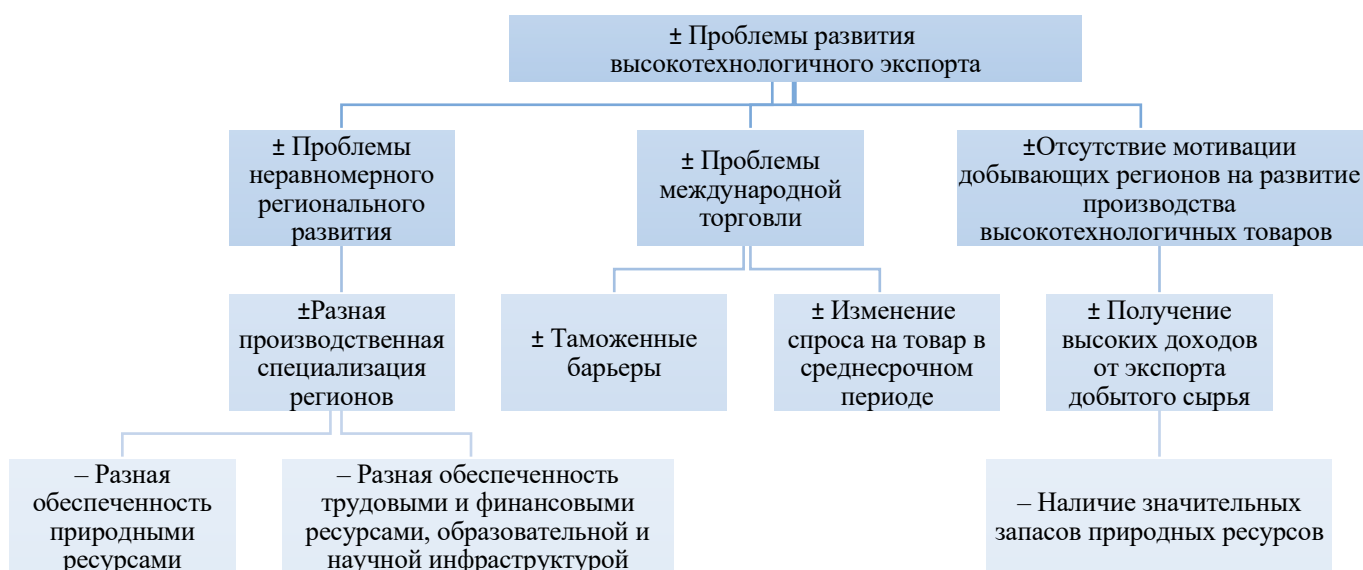 ± Проблемы развития
высокотехнологичного экспорта
± Проблемы
неравномерного
регионального
развития
± Проблемы
международной
торговли
±Отсутствие мотивации
добывающих регионов на развитие
производства
высокотехнологичных товаров
±Разная
производственная
специализация
регионов
± Таможенные
барьеры
± Изменение
спроса на товар в
среднесрочном
периоде
± Получение
высоких доходов
от экспорта
добытого сырья
– Разная
обеспеченность
природными
ресурсами
– Разная обеспеченность
трудовыми и финансовыми
ресурсами, образовательной и
научной инфраструктурой
– Наличие значительных
запасов природных ресурсов